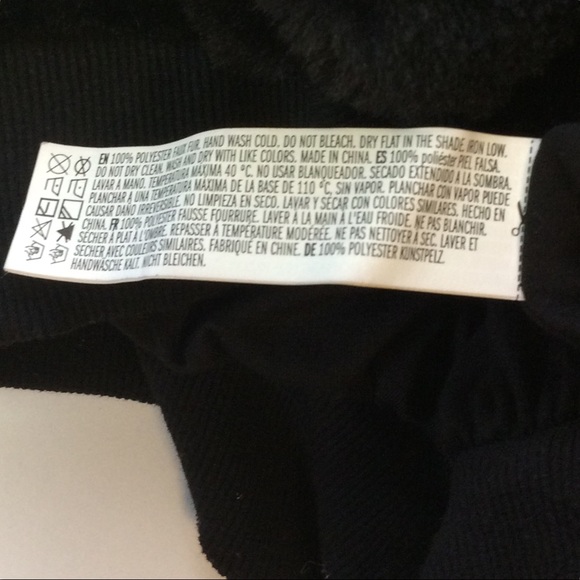 EN 100% POLYESTER FAUX FUR. HAND WASH COLD. DO NOT BLEACH. DRY FLAT IN THE SHADE IRON LOW.
DO NOT DRY CLEAN. WASH AND DRY WITH LIKE COLORS. MADE IN CHINA. ES 100% poliéster PIEL FALSA.
LAVAR A MANO. TEMPERATURA MAXIMA 40 °C. NO USAR BLANQUEADOR. SECADO EXTENDIDO A LA SOMBRA.
PLANCHAR A UNA TEMPERATURA MÁXIMA DE LA BASE DE 110 °C, SIN VAPOR. PLANCHAR CON VAPOR PUEDE
CAUSAR DAÑO IRREVERSIBLE. NO LIMPIEZA EN SECO. LAVAR Y SECAR CON COLORES SIMILARES. HECHO EN
CHINA. FR 100% POLYESTER FAUSSE FOURRURE. LAVER À LA MAIN À L'EAU FROIDE. NE PAS BLANCHIR.
SÉCHER À PLAT À L'OMBRE. REPASSER À TEMPÉRATURE MODÉRÉE. NE PAS NETTOYER À SEC. LAVER ET
SÉCHER AVEC COULEURS SIMILAIRES. FABRIQUÉ EN CHINE. DE 100% POLYESTER KUNSTPELZ.
HANDWÄSCHE KALT. NICHT BLEICHEN.